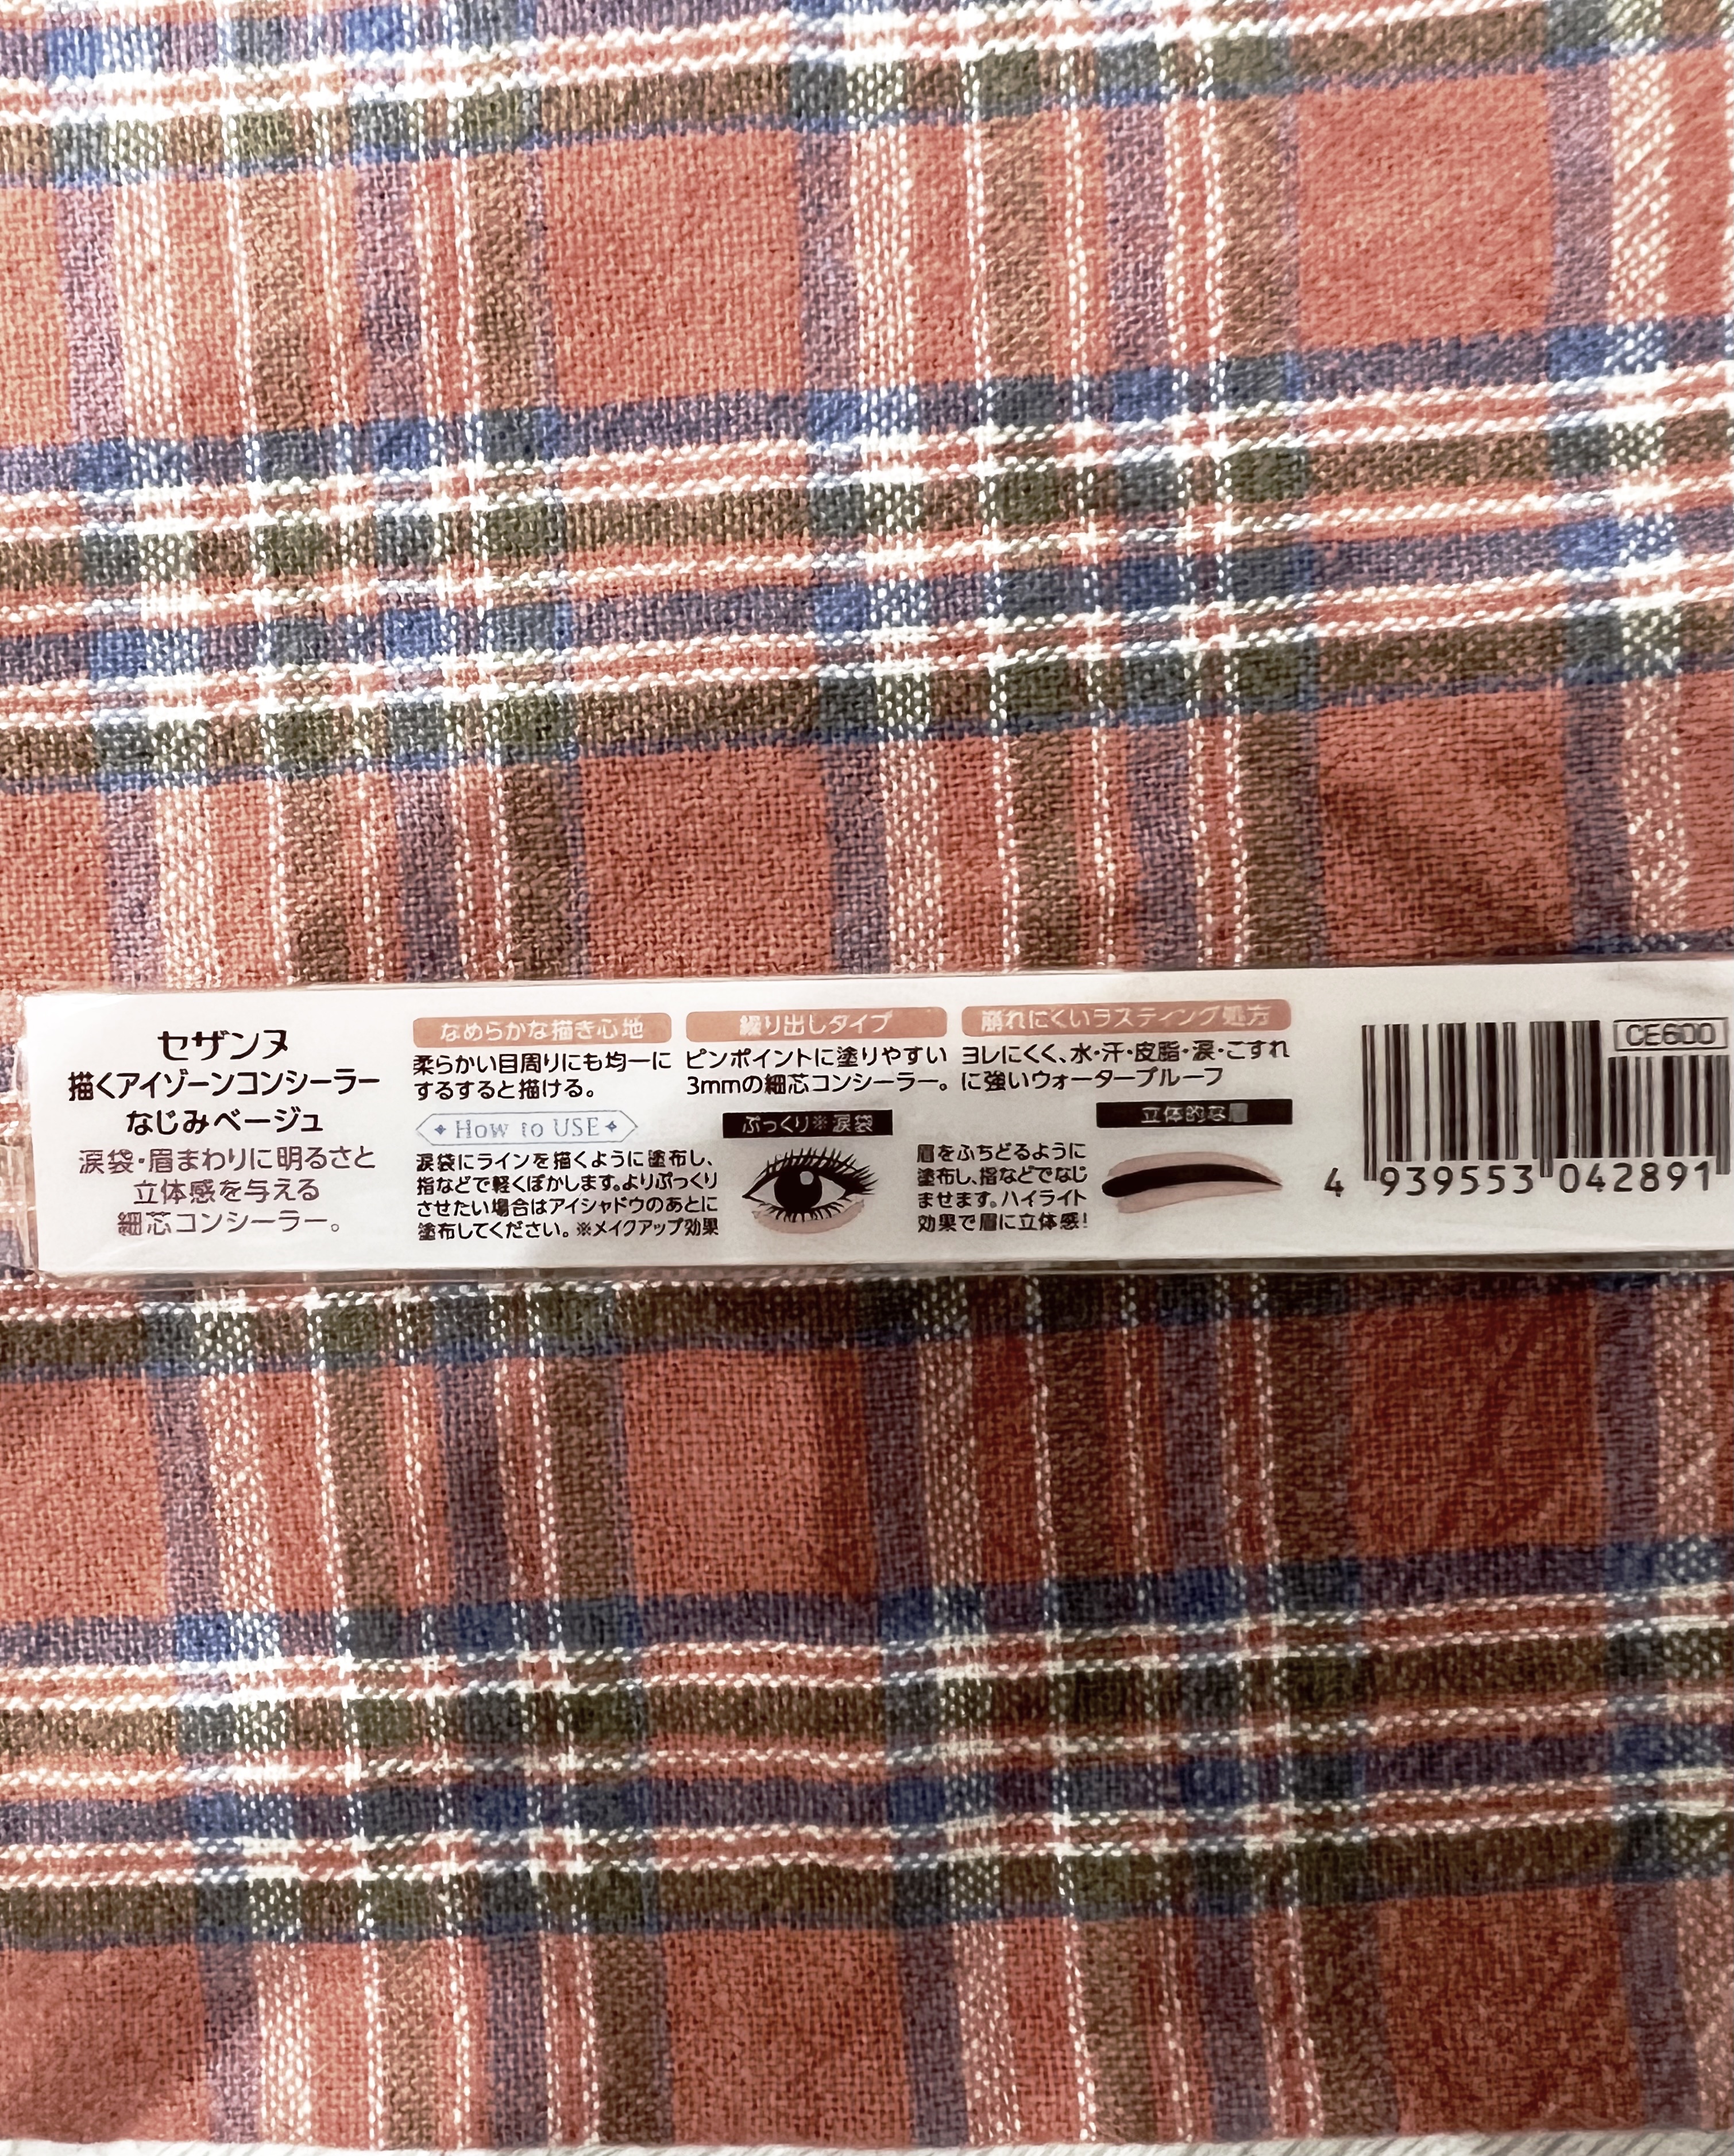 セザンヌ
描くアイゾーンコンシーラー
なじみベージュ
涙袋・眉まわりに明るさと
立体感を与える
細芯コンシーラー。
なめらかな描き心地
柔らかい目周りにも均一に
するすると描ける。
繰り出しタイプ
ピンポイントに塗りやすい
3mmの細芯コンシーラー。
崩れにくいラスティング処方
ヨレにくく、水・汗・皮脂・涙・こすれ
に強いウォータープルーフ
How to USE
涙袋にラインを描くように塗布し、
指などで軽くぼかします。よりぷっくり
させたい場合はアイシャドウのあとに
塗布してください。※メイクアップ効果
ぷっくり※涙袋
立体的な眉
眉をふちどるように
塗布し、指などでなじ
ませます。ハイライト
効果で眉に立体感!
CE600
4 939553 042891